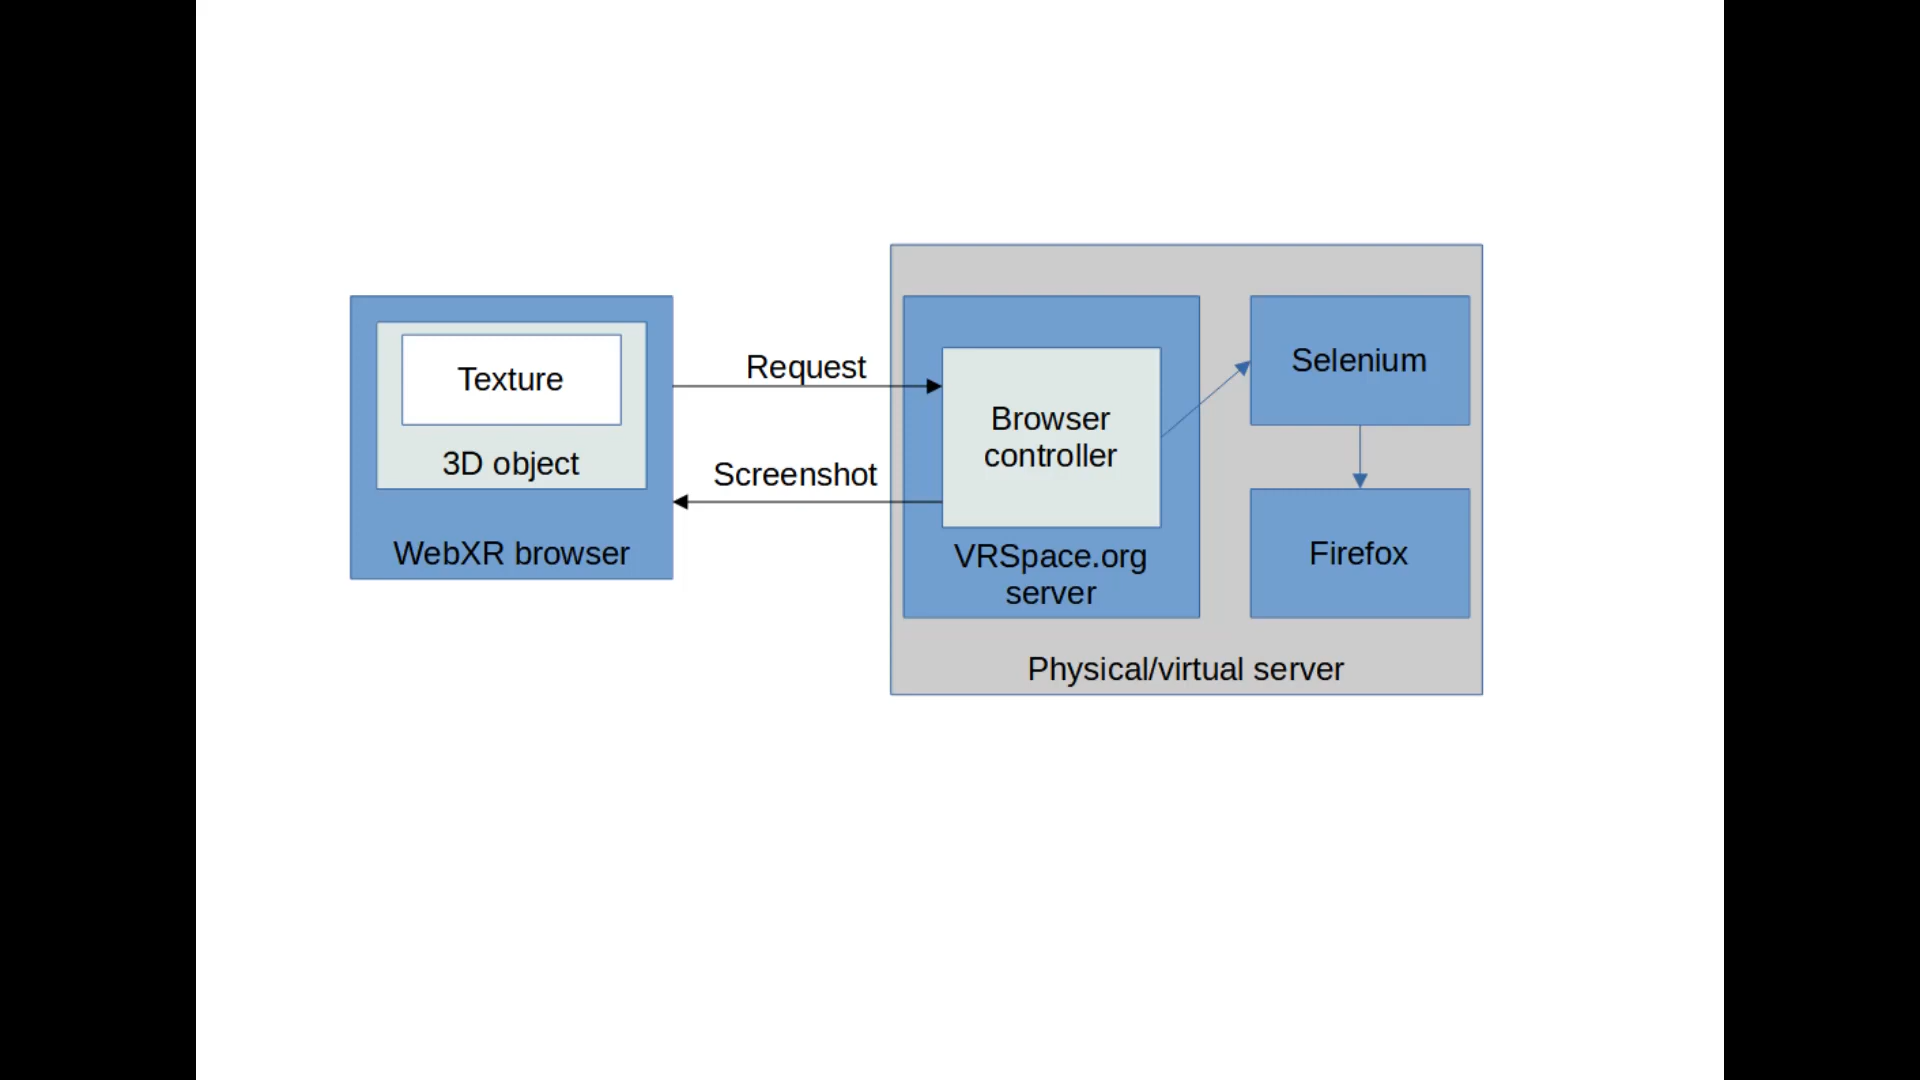 Texture
3D object
WebXR browser
Request
Screenshot
Browser
controller
VRSpace.org
server
Selenium
Firefox
Physical/virtual server